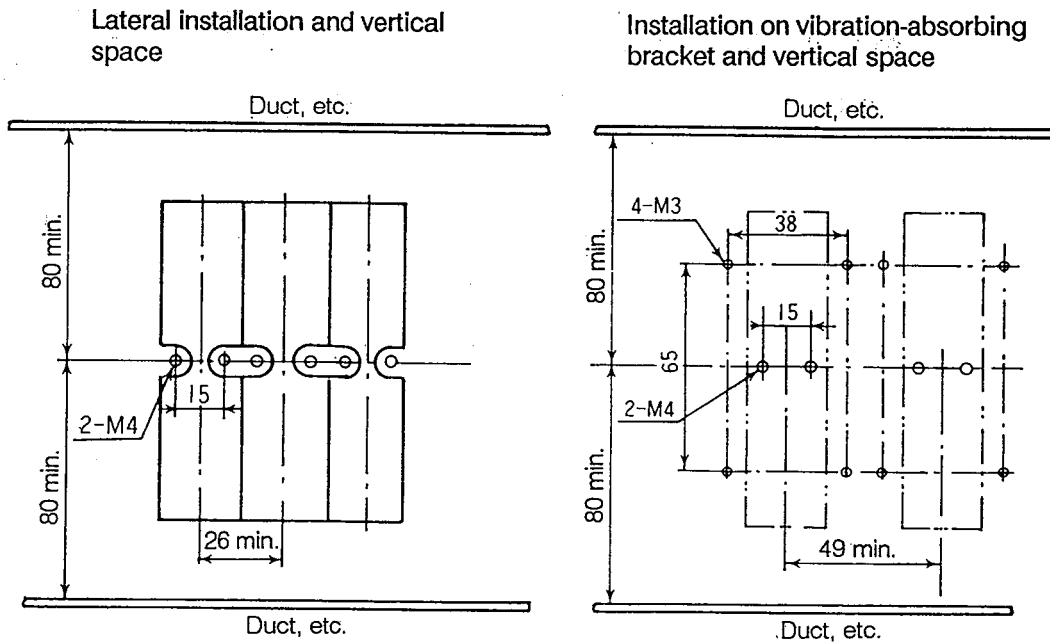 Lateral installation and vertical
space
Duct, etc.
80 min.
15
2-M4
80 min.
26 min.
Duct, etc.
Installation on vibration-absorbing
bracket and vertical space
Duct, etc.
4-M3
38
80 min.
15
65
2-M4
80 min.
49 min.
Duct, etc.